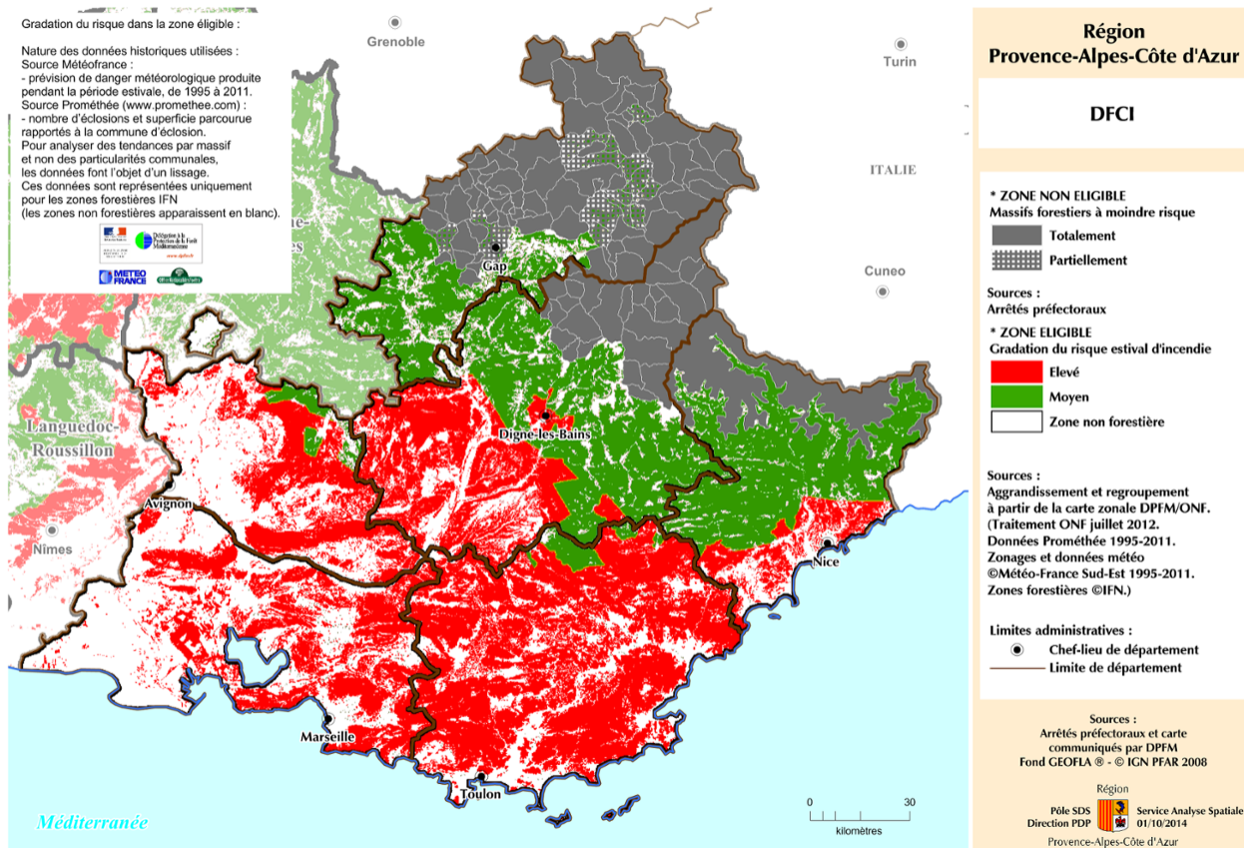 Gradation du risque dans la zone éligible :
Nature des données historiques utilisées :
Source Météofrance :
- prévision de danger météorologique produite
pendant la période estivale, de 1995 à 2011.
Source Prométhée (www.promethee.com) :
- nombre d'éclosions et superficie parcourue
rapportés à la commune d'éclosion.
Pour analyser des tendances par massif
et non des particularités communales,
les données font l'objet d'un lissage.
Ces données sont représentées uniquement
pour les zones forestières IFN
(les zones non forestières apparaissent en blanc).
Délégation à la
Protection de la Forêt
Méditerranéenne
METEO
FRANCE
Grenoble
Turin
ITALIE
Cuneo
Gap
Digne-les-Bains
Languedoc-
Roussillon
Avignon
Nîmes
Nice
Marseille
Toulon
Méditerranée
0 30
kilomètres
Région
Provence-Alpes-Côte d'Azur
DFCI
* ZONE NON ELIGIBLE
Massifs forestiers à moindre risque
Totalement
Partiellement
Sources :
Arrêtés préfectoraux
* ZONE ELIGIBLE
Gradation du risque estival d'incendie
Elevé
Moyen
Zone non forestière
Sources :
Aggrandissement et regroupement
à partir de la carte zonale DPFM/ONF.
(Traitement ONF juillet 2012.
Données Prométhée 1995-2011.
Zonages et données météo
©Météo-France Sud-Est 1995-2011.
Zones forestières ©IFN.)
Limites administratives :
Chef-lieu de département
Limite de département
Sources :
Arrêtés préfectoraux et carte
communiqués par DPFM
Fond GEOFLA ® - © IGN PFAR 2008
Région
Pôle SDS Service Analyse Spatiale
Direction PDP 01/10/2014
Provence-Alpes-Côte d'Azur